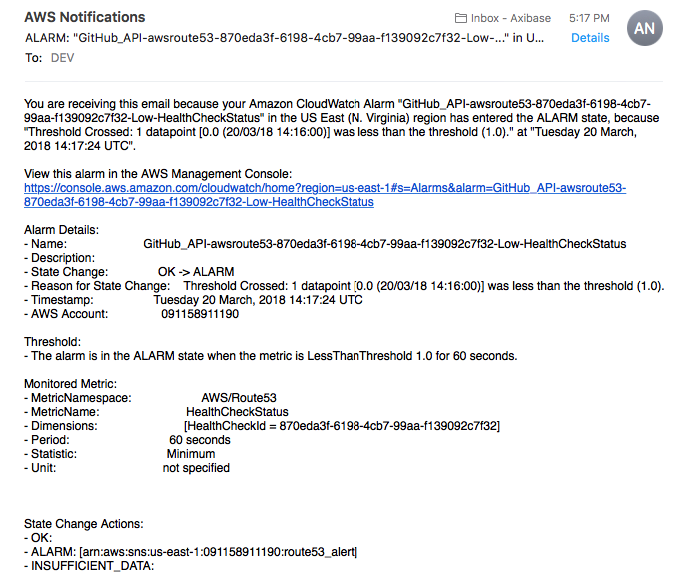 AWS Notifications
Inbox - Axibase 5:17 PM
ALARM: "GitHub_API-awsroute53-870eda3f-6198-4cb7-99aa-f139092c7f32-Low-..." in U... Details
AN
To: DEV
You are receiving this email because your Amazon CloudWatch Alarm "GitHub_API-awsroute53-870eda3f-6198-4cb7-
99aa-f139092c7f32-Low-HealthCheckStatus" in the US East (N. Virginia) region has entered the ALARM state, because
"Threshold Crossed: 1 datapoint [0.0 (20/03/18 14:16:00)] was less than the threshold (1.0)." at "Tuesday 20 March,
2018 14:17:24 UTC".
View this alarm in the AWS Management Console:
https://console.aws.amazon.com/cloudwatch/home?region=us-east-1#s=Alarms&alarm=GitHub_API-awsroute53-
870eda3f-6198-4cb7-99aa-f139092c7f32-Low-HealthCheckStatus
Alarm Details:
- Name: GitHub_API-awsroute53-870eda3f-6198-4cb7-99aa-f139092c7f32-Low-HealthCheckStatus
- Description:
- State Change: OK -> ALARM
- Reason for State Change: Threshold Crossed: 1 datapoint [0.0 (20/03/18 14:16:00)] was less than the threshold (1.0).
- Timestamp: Tuesday 20 March, 2018 14:17:24 UTC
- AWS Account: 091158911190
Threshold:
- The alarm is in the ALARM state when the metric is LessThanThreshold 1.0 for 60 seconds.
Monitored Metric:
- MetricNamespace: AWS/Route53
- MetricName: HealthCheckStatus
- Dimensions: [HealthCheckId = 870eda3f-6198-4cb7-99aa-f139092c7f32]
- Period: 60 seconds
- Statistic: Minimum
- Unit: not specified
State Change Actions:
- OK:
- ALARM: [arn:aws:sns:us-east-1:091158911190:route53_alert]
- INSUFFICIENT_DATA: